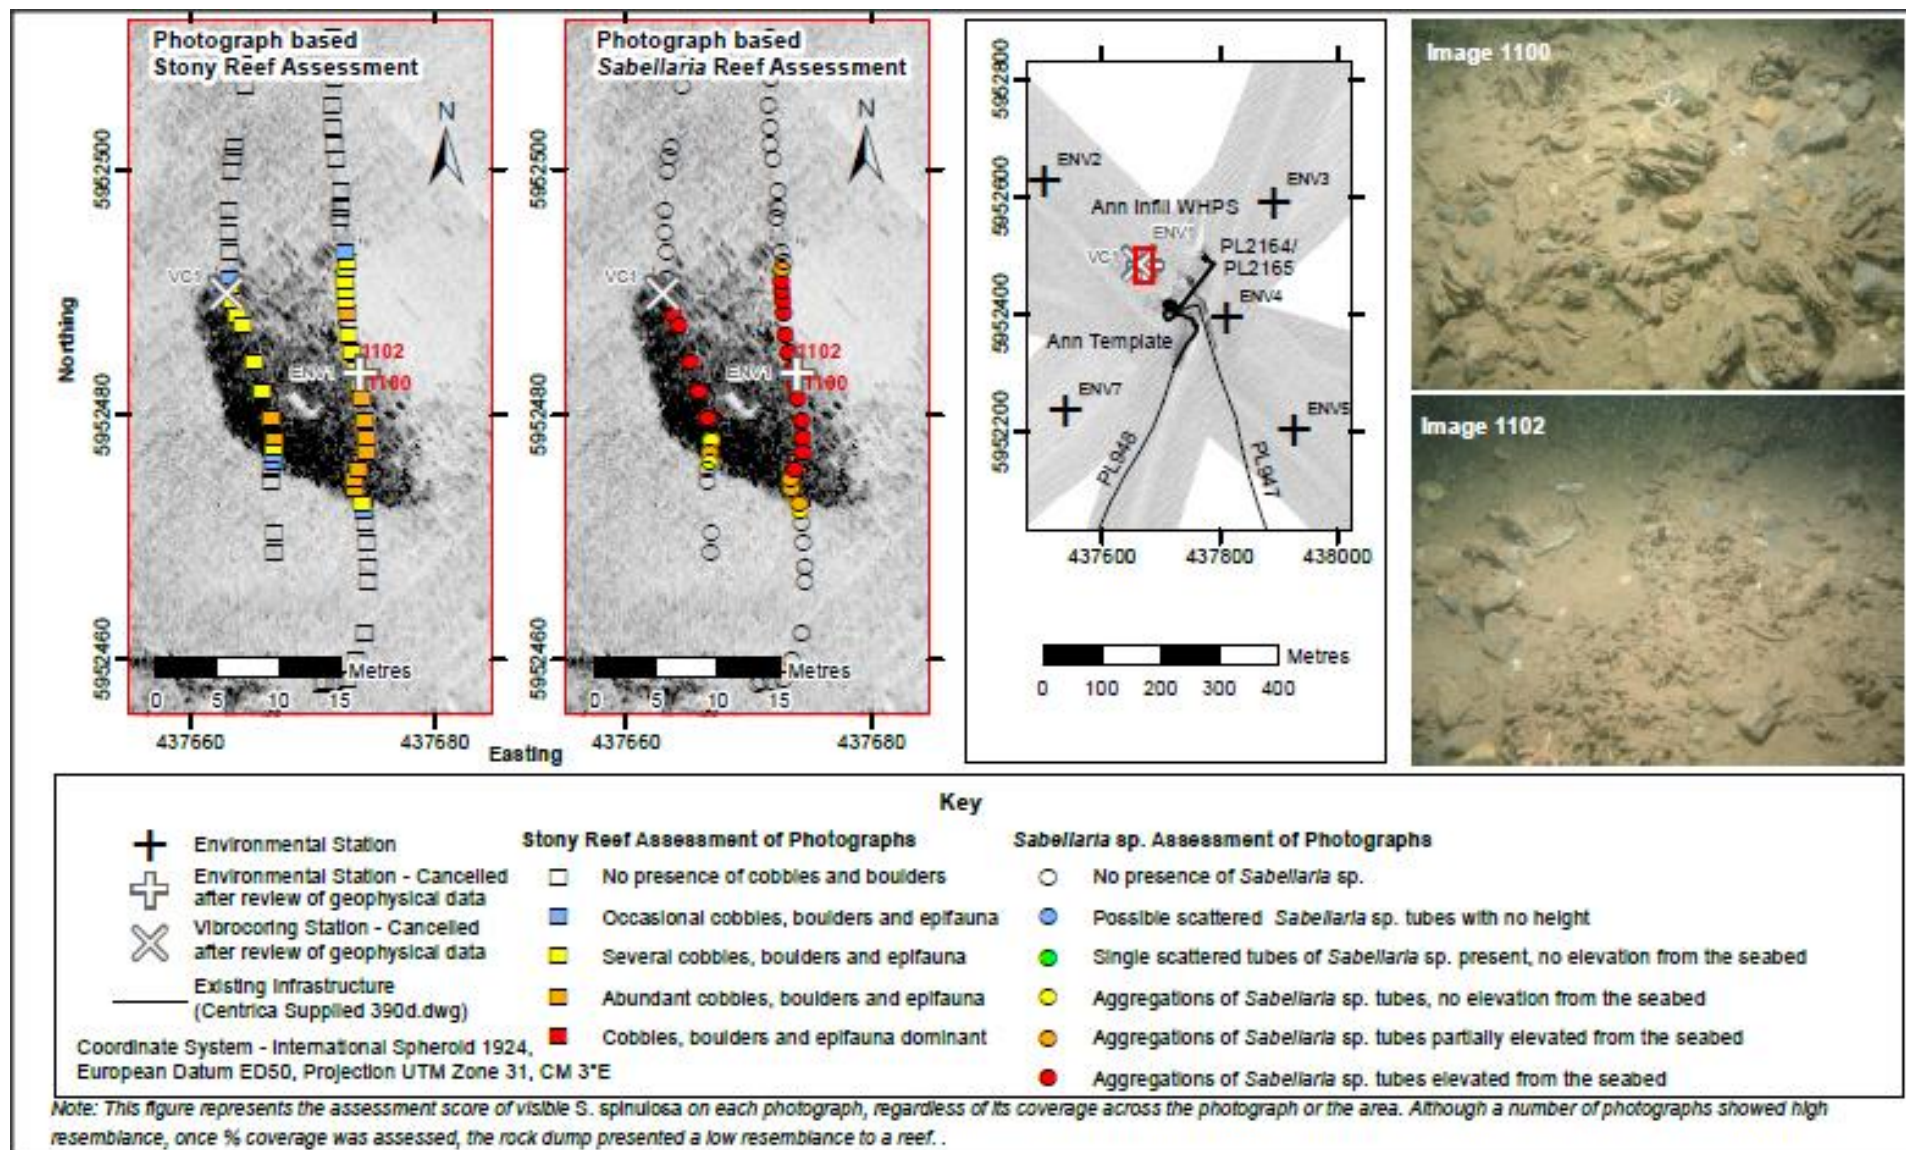 Photograph based
Stony Reef Assessment
N
VC1
1102
ENV1
1100
Metres
0 5 10 15
5952500
5952480
5952460
Northing
437660 437680
Easting
Photograph based
Sabellaria Reef Assessment
N
VC1
1102
ENV1
1100
Metres
0 5 10 15
5952500
5952480
5952460
437660 437680
5952800
5952600
5952400
5952200
ENV2
ENV3
Ann Infill WHPS
ENV1
VC1
PL2164/
PL2165
ENV4
Ann Template
ENV7
ENV5
PL948
PL947
437600 437800 438000
Metres
0 100 200 300 400
Image 1100
Image 1102
Key
Environmental Station
Environmental Station - Cancelled
after review of geophysical data
Vibrocoring Station - Cancelled
after review of geophysical data
Existing Infrastructure
(Centrica Supplied 390d.dwg)
Coordinate System - International Spheroid 1924,
European Datum ED50, Projection UTM Zone 31, CM 3°E
Stony Reef Assessment of Photographs
No presence of cobbles and boulders
Occasional cobbles, boulders and epifauna
Several cobbles, boulders and epifauna
Abundant cobbles, boulders and epifauna
Cobbles, boulders and epifauna dominant
Sabellaria sp. Assessment of Photographs
No presence of Sabellaria sp.
Possible scattered Sabellaria sp. tubes with no height
Single scattered tubes of Sabellaria sp. present, no elevation from the seabed
Aggregations of Sabellaria sp. tubes, no elevation from the seabed
Aggregations of Sabellaria sp. tubes partially elevated from the seabed
Aggregations of Sabellaria sp. tubes elevated from the seabed
Note: This figure represents the assessment score of visible S. spinulosa on each photograph, regardless of its coverage across the photograph or the area. Although a number of photographs showed high
resemblance, once % coverage was assessed, the rock dump presented a low resemblance to a reef. .